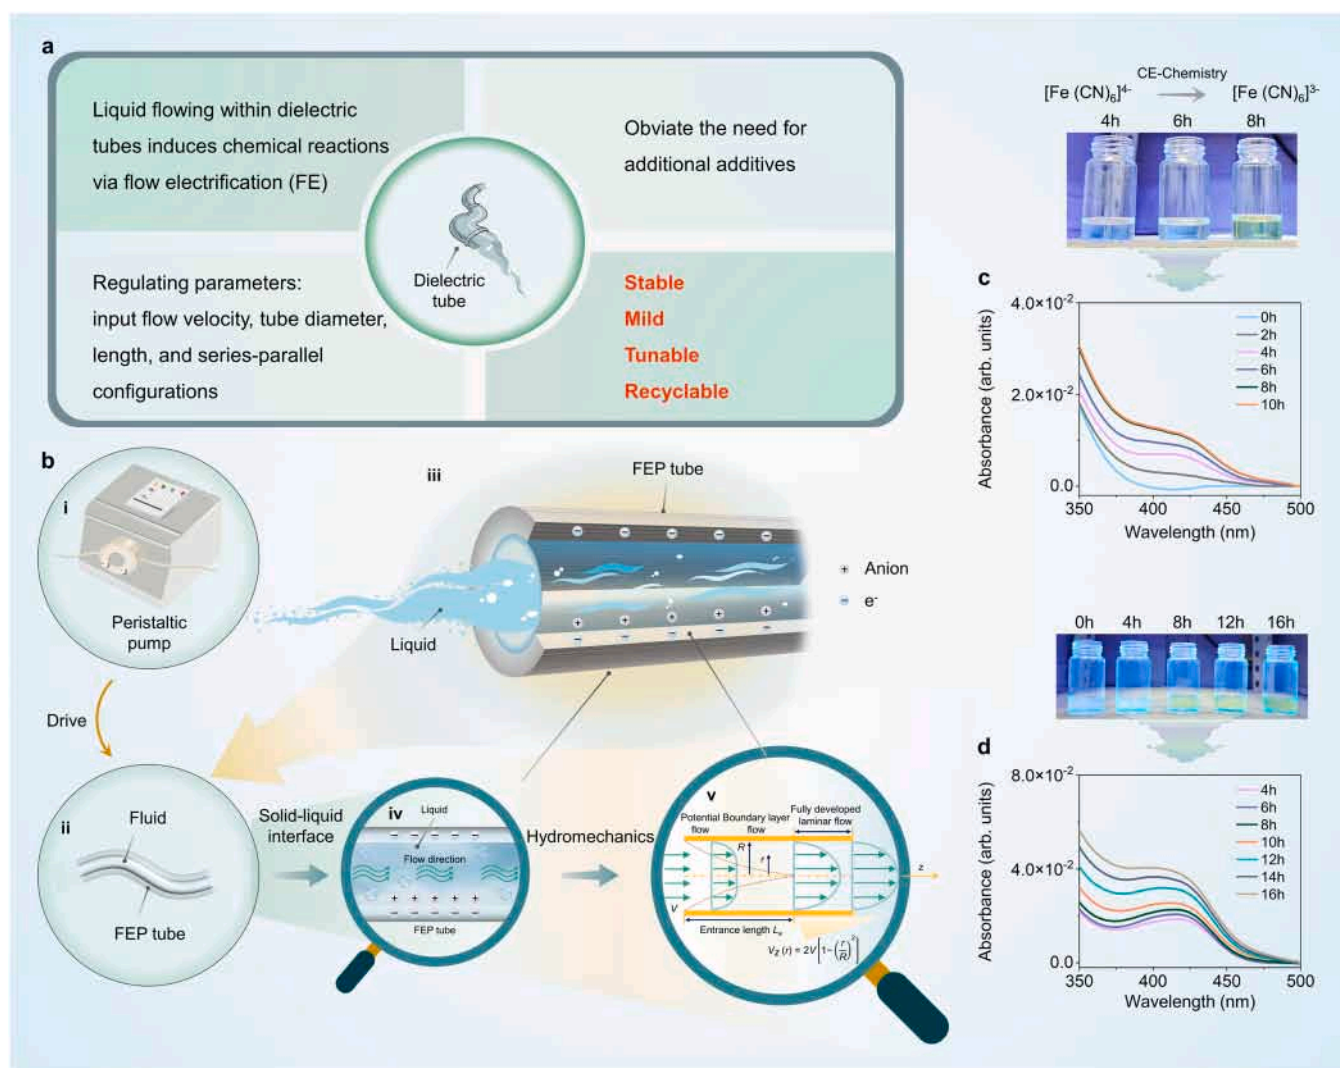 a
Liquid flowing within dielectric
tubes induces chemical reactions
via flow electrification (FE)
Obviate the need for
additional additives
Dielectric
tube
Regulating parameters:
input flow velocity, tube diameter,
length, and series-parallel
configurations
Stable
Mild
Tunable
Recyclable
b
i
Peristaltic
pump
Drive
ii
Fluid
FEP tube
iii
FEP tube
Liquid
+ Anion
- e⁻
Solid-liquid
interface
iv
Liquid
Flow direction
FEP tube
Hydromechanics
v
Potential flow
Boundary layer flow
Fully developed
laminar flow
R
r
z
V
Entrance length Lₑ
V_z (r) = 2V[1-(r/R)²]
CE-Chemistry
[Fe (CN)₆]⁴⁻ [Fe (CN)₆]³⁻
4h 6h 8h
c
Absorbance (arb. units)
4.0×10⁻²
2.0×10⁻²
0.0
0h
2h
4h
6h
8h
10h
350 400 450 500
Wavelength (nm)
0h 4h 8h 12h 16h
d
Absorbance (arb. units)
8.0×10⁻²
4.0×10⁻²
0.0
4h
6h
8h
10h
12h
14h
16h
350 400 450 500
Wavelength (nm)